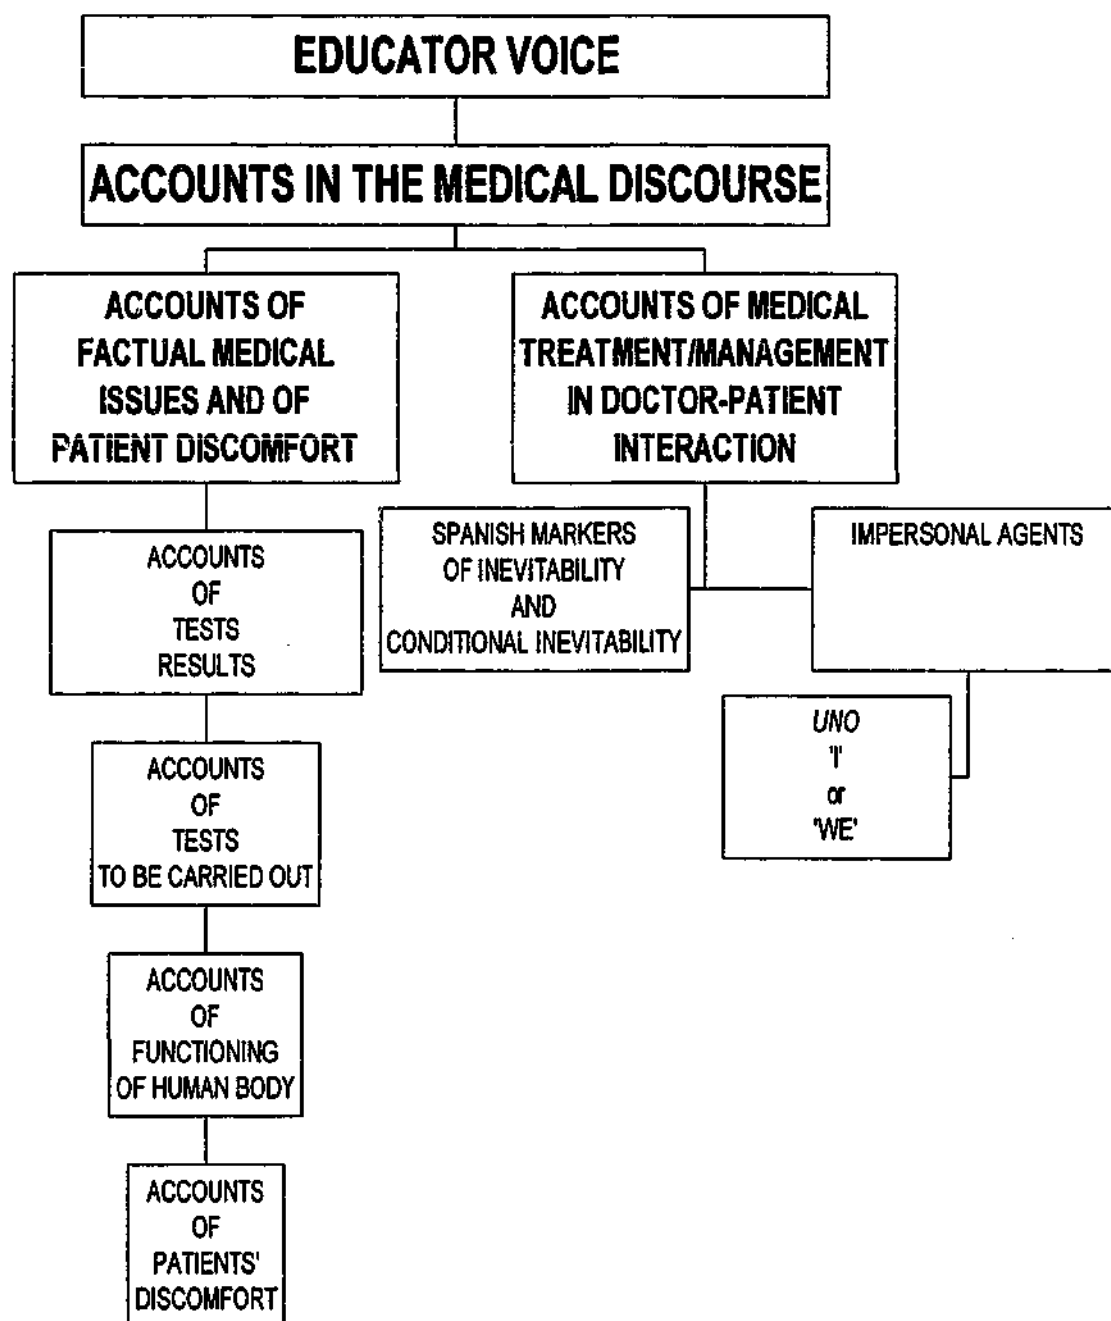 EDUCATOR VOICE
ACCOUNTS IN THE MEDICAL DISCOURSE
ACCOUNTS OF
FACTUAL MEDICAL
ISSUES AND OF
PATIENT DISCOMFORT
ACCOUNTS OF MEDICAL
TREATMENT/MANAGEMENT
IN DOCTOR-PATIENT
INTERACTION
ACCOUNTS
OF
TESTS
RESULTS
SPANISH MARKERS
OF INEVITABILITY
AND
CONDITIONAL INEVITABILITY
IMPERSONAL AGENTS
UNO
'I'
or
'WE'
ACCOUNTS
OF
TESTS
TO BE CARRIED OUT
ACCOUNTS
OF
FUNCTIONING
OF HUMAN BODY
ACCOUNTS
OF
PATIENTS'
DISCOMFORT